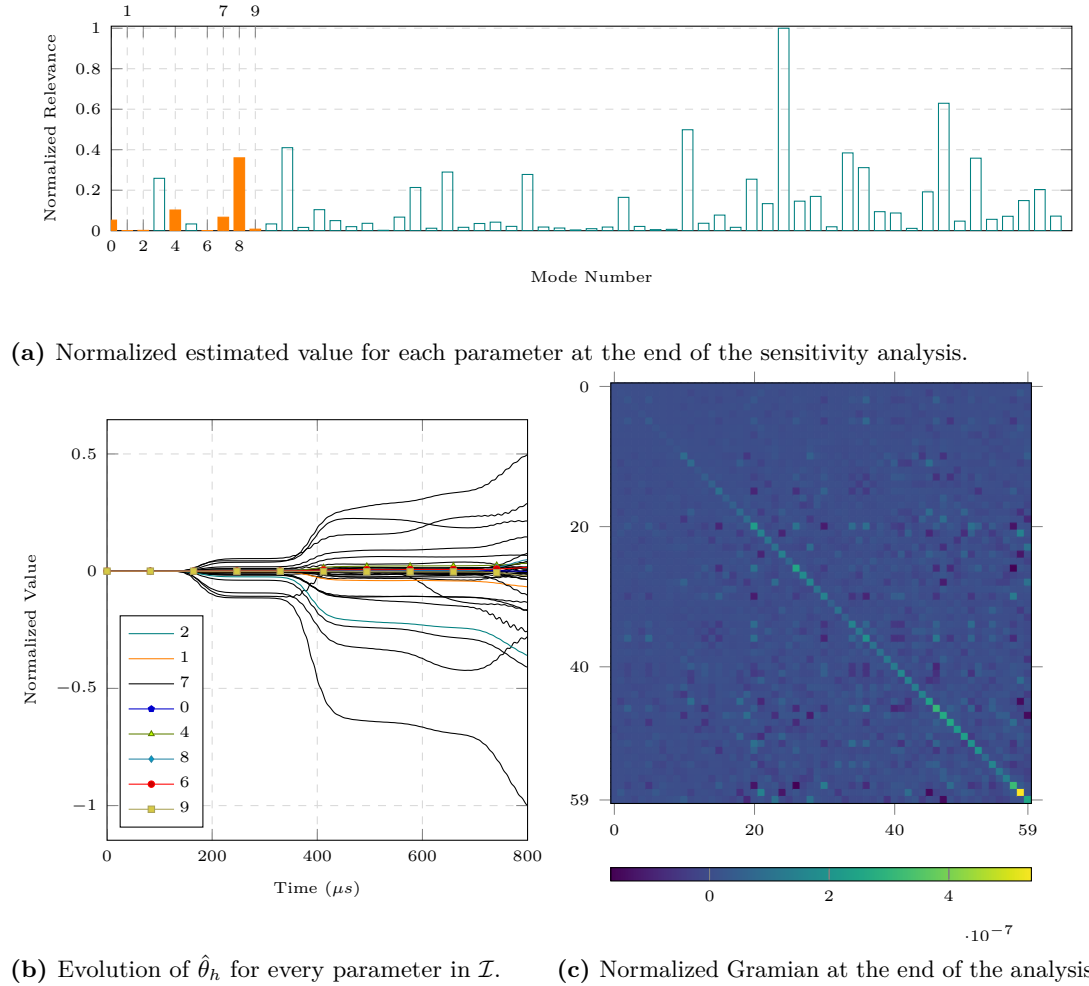 1 7 9
1
0.8
0.6
0.4
0.2
0
Normalized Relevance
0 2 4 6 8
Mode Number
(a) Normalized estimated value for each parameter at the end of the sensitivity analysis.
0.5
0
−0.5
−1
Normalized Value
2
1
7
0
4
8
6
9
0 200 400 600 800
Time (μs)
0
20
40
59
0 20 40 59
0 2 4
·10⁻⁷
(b) Evolution of θ̂ₕ for every parameter in ℐ.
(c) Normalized Gramian at the end of the analysis